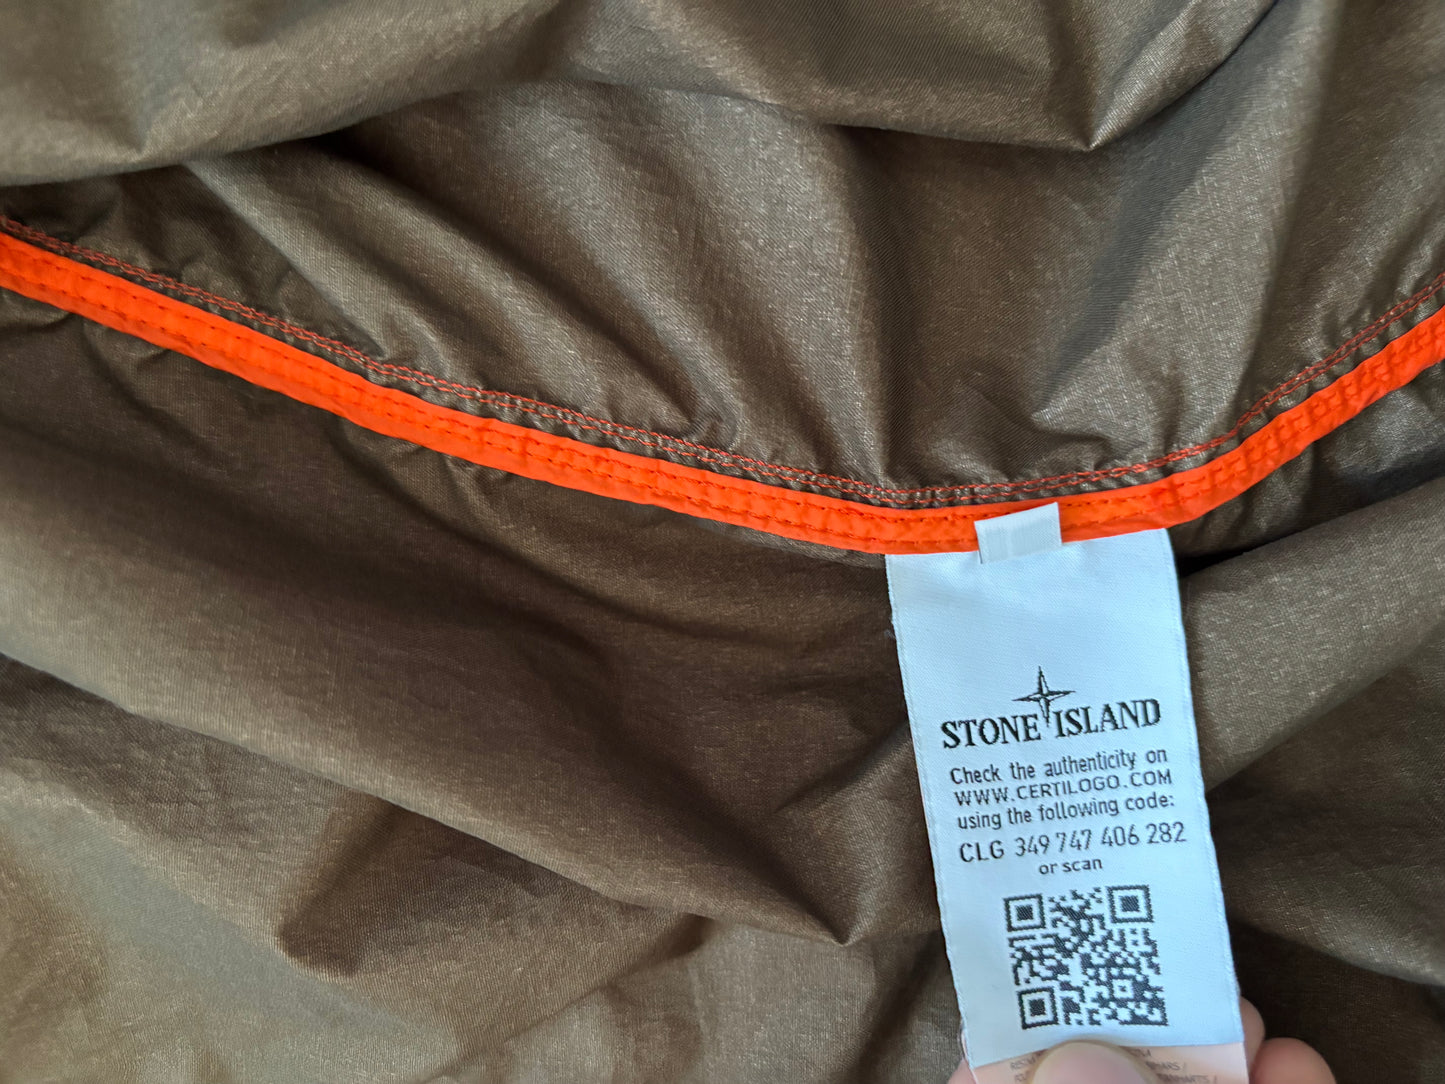 STONE ISLAND
Check the authenticity on
WWW.CERTILOGO.COM
using the following code:
CLG 349 747 406 282
or scan